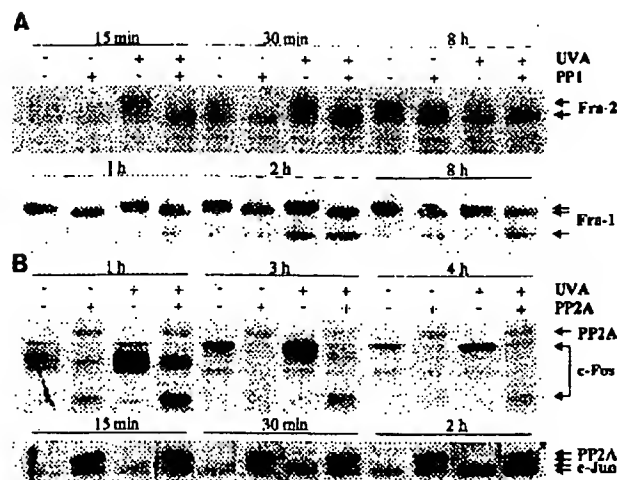 A
15 min 30 min 8 h
- - + + - - + + - - + + UVA
- + - + - + - + - + - + PP1
Fra-2
1 h 2 h 8 h
Fra-1
B
1 h 3 h 4 h
- - + + - - + + - - + + UVA
- + - + - + - + - + - + PP2A
PP2A
c-Fos
15 min 30 min 2 h
PP2A
c-Jun